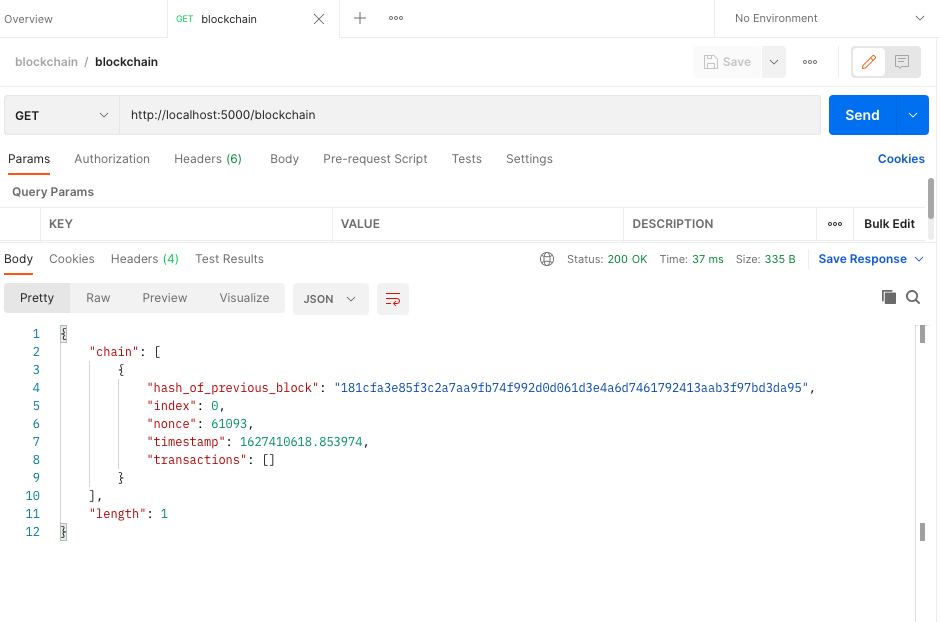 Overview GET blockchain No Environment
blockchain / blockchain Save
GET http://localhost:5000/blockchain Send
Params Authorization Headers (6) Body Pre-request Script Tests Settings Cookies
Query Params
KEY VALUE DESCRIPTION Bulk Edit
Body Cookies Headers (4) Test Results Status: 200 OK Time: 37 ms Size: 335 B Save Response
Pretty Raw Preview Visualize JSON
1 {
2 "chain": [
3 {
4 "hash_of_previous_block": "181cfa3e85f3c2a7aa9fb74f992d0d061d3e4a6d7461792413aab3f97bd3da95",
5 "index": 0,
6 "nonce": 61093,
7 "timestamp": 1627410618.853974,
8 "transactions": []
9 }
10 ],
11 "length": 1
12 }